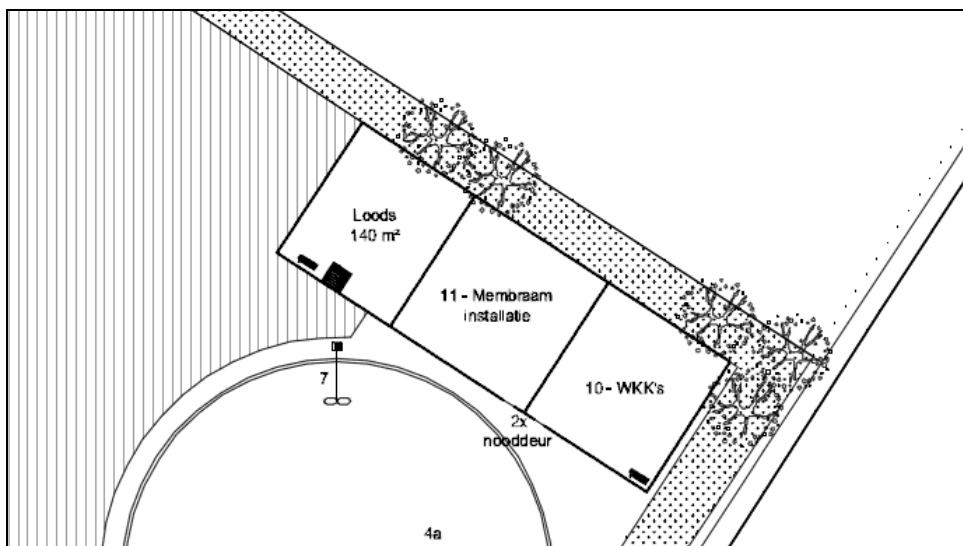 Loods
140 m²
11 - Membraam
installatie
10 - WKK's
7
2x
nooddeur
4a